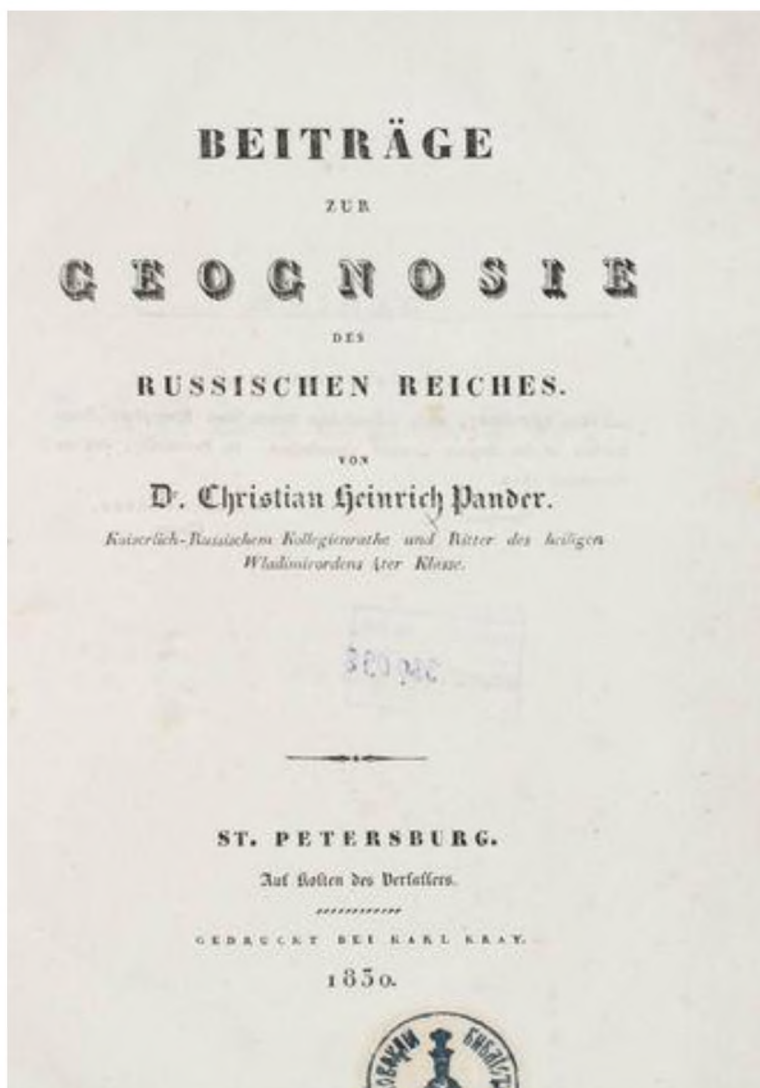 BEITRÄGE
ZUR
GEOGNOSIE
DES
RUSSISCHEN REICHES.
VON
Dr. Christian Heinrich Pander.
Kaiserlich-Russischem Kollegienrathe und Ritter des heiligen
Wladimirordens 4ter Klasse.
ST. PETERSBURG.
Auf Kosten des Verfassers.
GEDRUCKT BEI KARL KRAY.
1830.